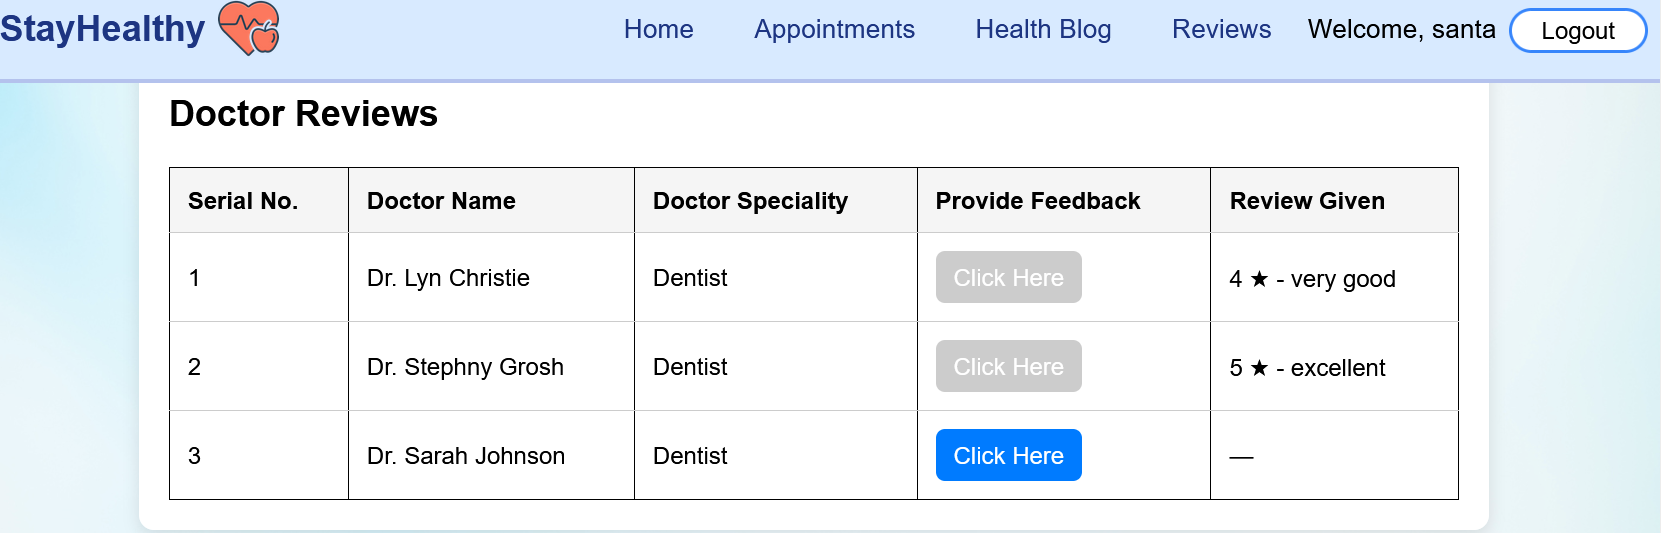 StayHealthy Home Appointments Health Blog Reviews Welcome, santa Logout
Doctor Reviews
Serial No. Doctor Name Doctor Speciality Provide Feedback Review Given
1 Dr. Lyn Christie Dentist Click Here 4 ★ - very good
2 Dr. Stephny Grosh Dentist Click Here 5 ★ - excellent
3 Dr. Sarah Johnson Dentist Click Here —